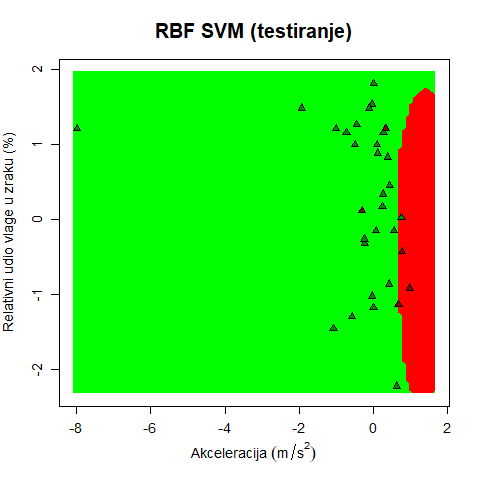 RBF SVM (testiranje)
Relativni udio vlage u zraku (%)
2
1
0
-1
-2
-8 -6 -4 -2 0 2
Akceleracija (m/s²)